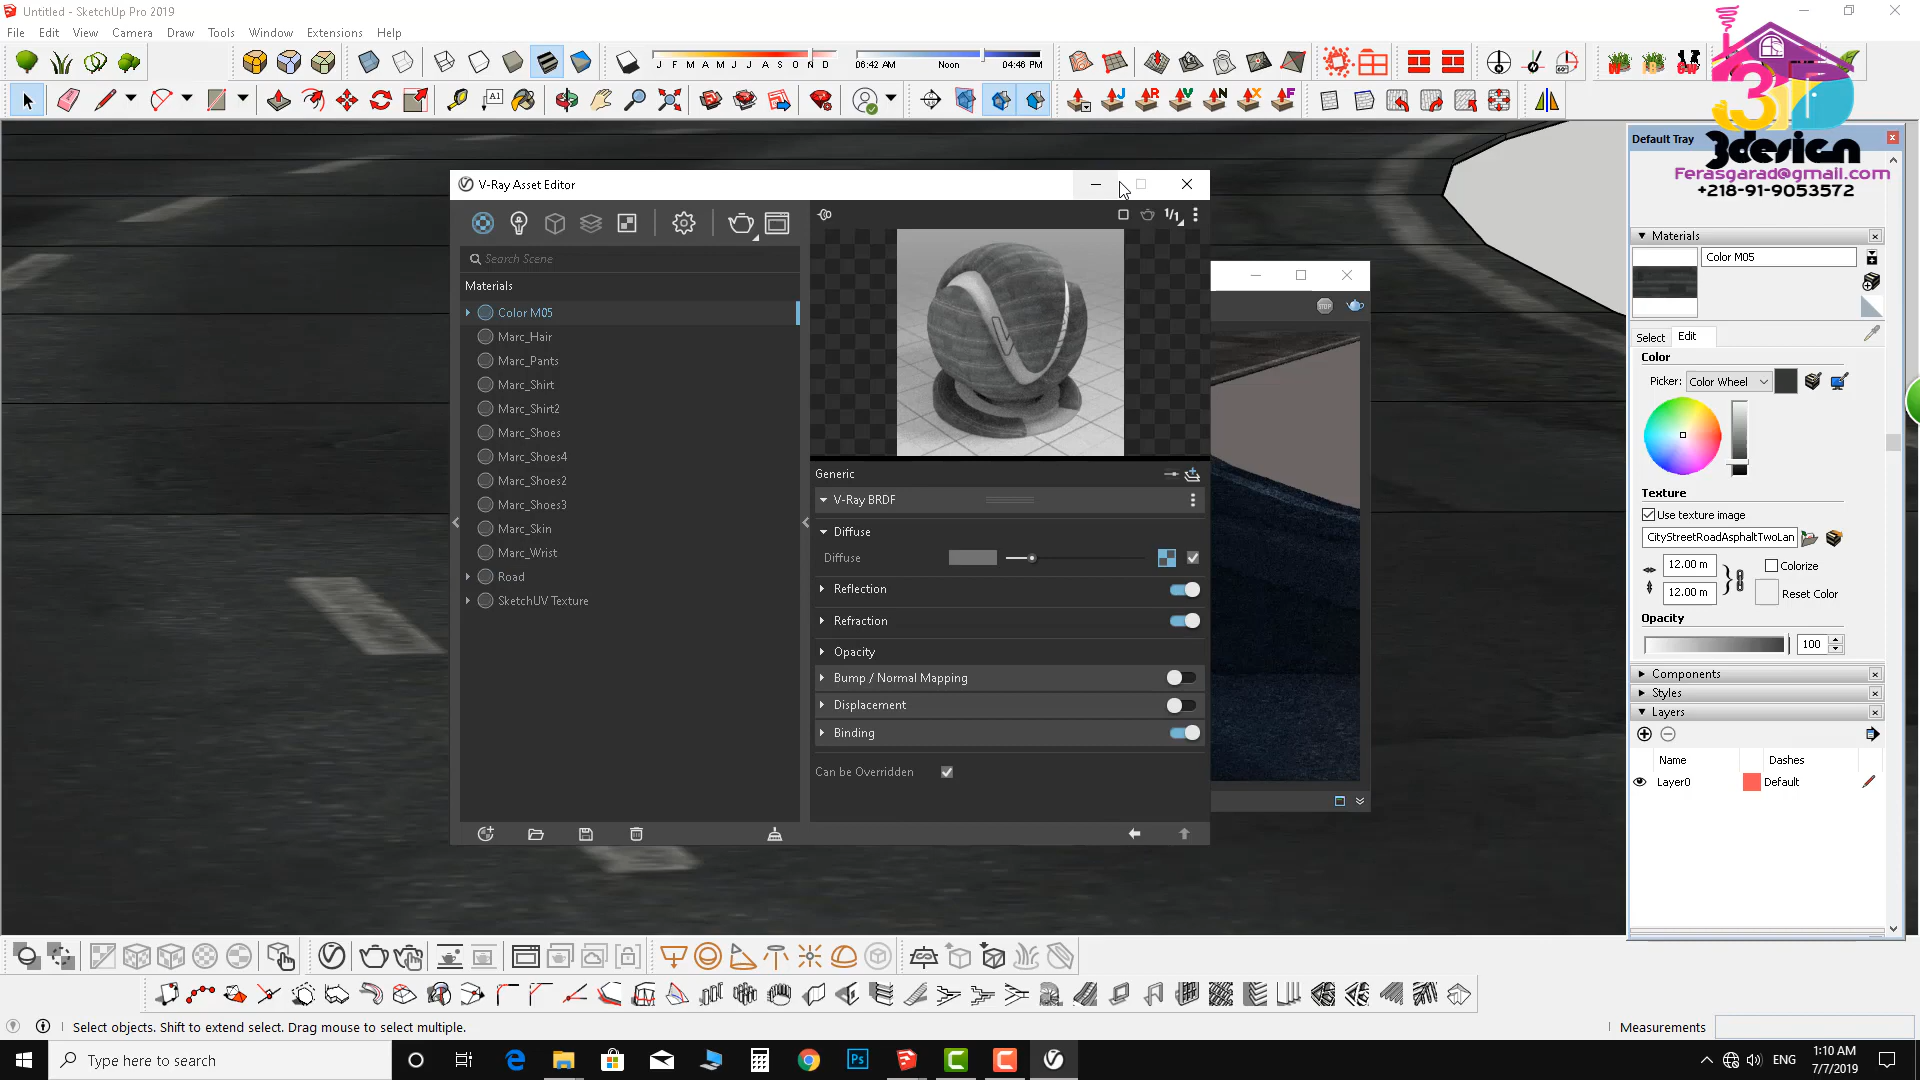 Untitled - SketchUp Pro 2019
File Edit View Camera Draw Tools Window Extensions Help
J F M A M J J A S O N D
06:42 AM Noon 04:46 PM
3design
Ferasgarad@gmail.com
+218-91-9053572
Default Tray
V-Ray Asset Editor
1/1
Search Scene
Materials
Color M05
Marc_Hair
Marc_Pants
Marc_Shirt
Marc_Shirt2
Marc_Shoes
Marc_Shoes4
Marc_Shoes2
Marc_Shoes3
Marc_Skin
Marc_Wrist
Road
SketchUV Texture
Generic
V-Ray BRDF
Diffuse
Diffuse
Reflection
Refraction
Opacity
Bump / Normal Mapping
Displacement
Binding
Can be Overridden
STOP
Materials
Color M05
Select Edit
Color
Picker: Color Wheel
Texture
Use texture image
CityStreetRoadAsphaltTwoLan
12.00 m
Colorize
12.00 m
Reset Color
Opacity
100
Components
Styles
Layers
Name Dashes
Layer0 Default
Select objects. Shift to extend select. Drag mouse to select multiple.
Measurements
Type here to search
ENG
1:10 AM
7/7/2019